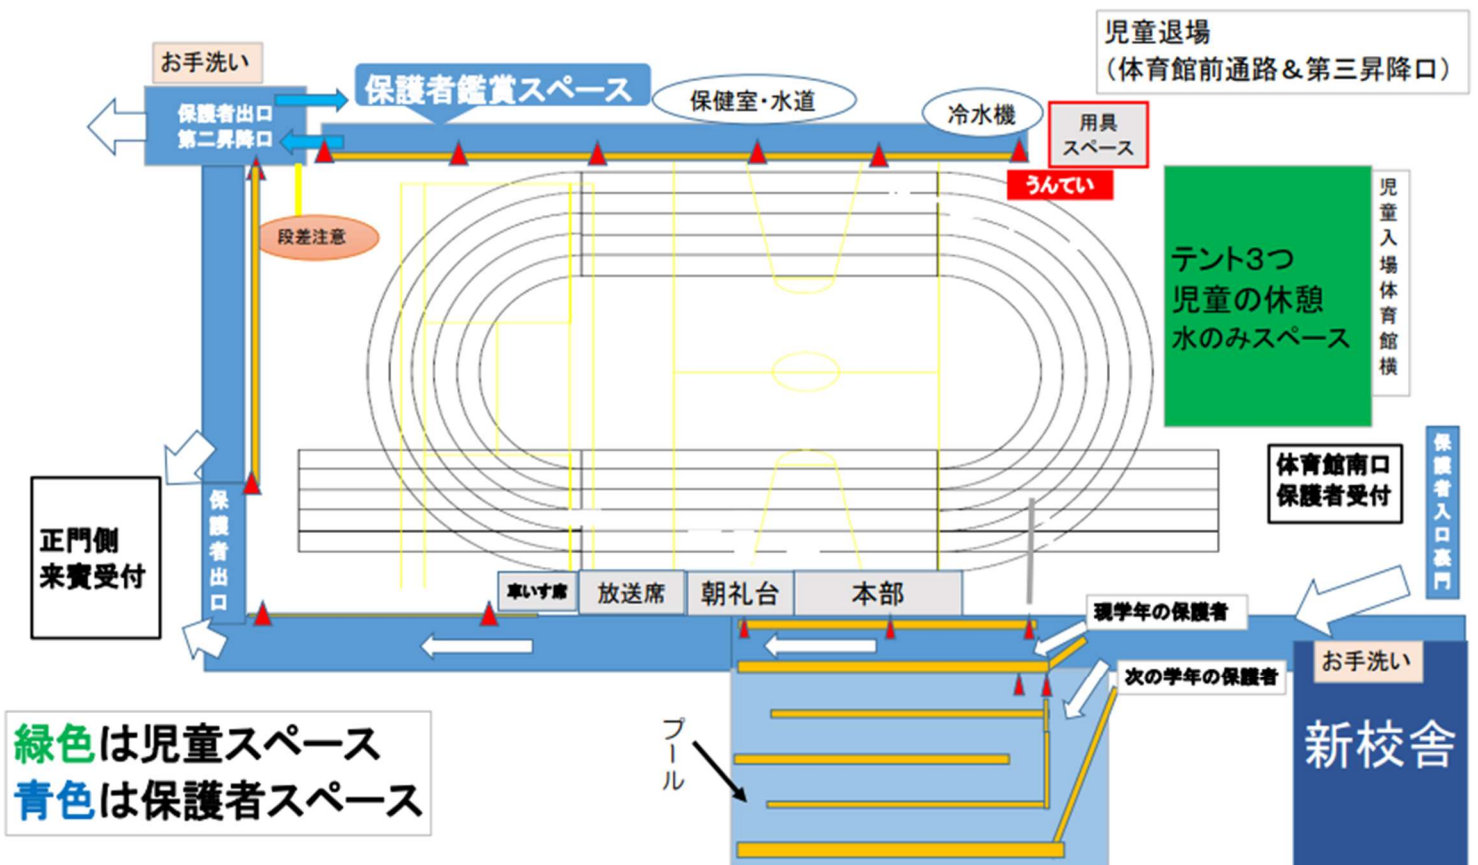 児童退場
（体育館前通路＆第三昇降口）
お手洗い
保護者鑑賞スペース
保健室・水道
冷水機
用具
スペース
保護者出口
第二昇降口
うんてい
段差注意
テント３つ
児童の休憩
水のみスペース
児童入場体育館横
体育館南口
保護者受付
保護者入口裏門
正門側
来賓受付
保護者出口
車いす席
放送席
朝礼台
本部
現学年の保護者
次の学年の保護者
お手洗い
新校舎
プール
緑色は児童スペース
青色は保護者スペース